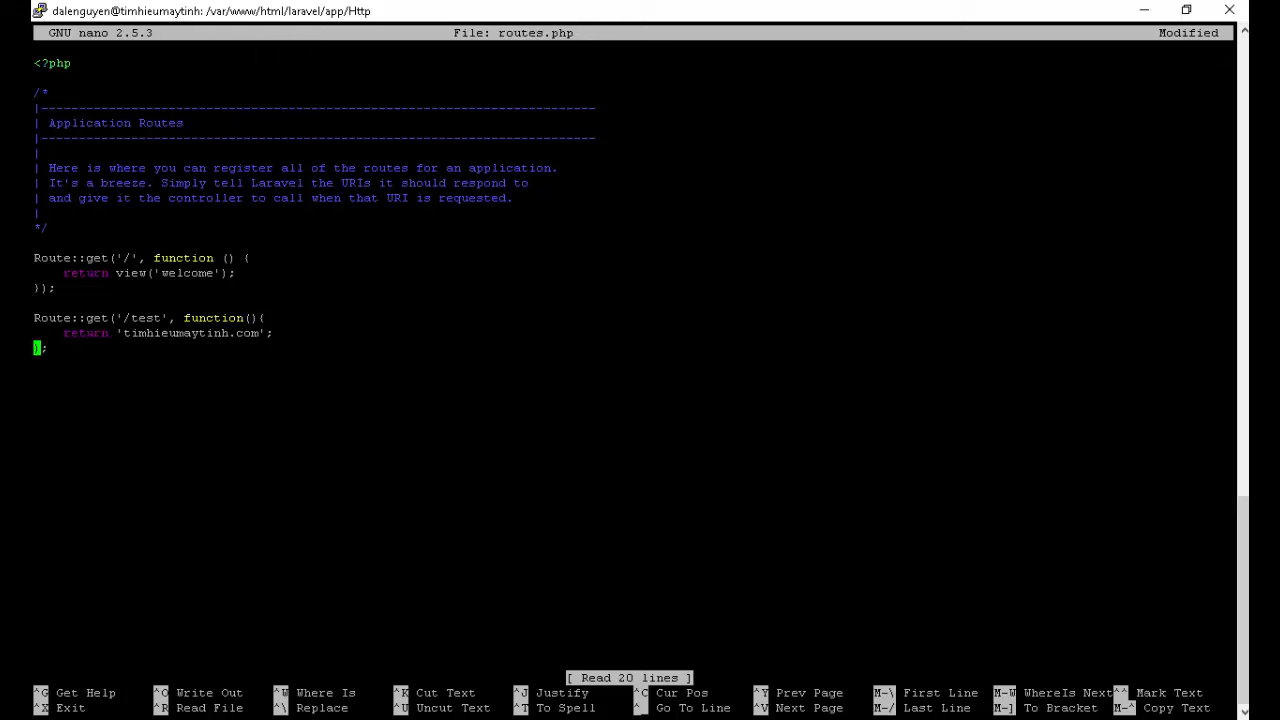 dalenguyen@timhieumaytinh: /var/www/html/laravel/app/Http
GNU nano 2.5.3 File: routes.php Modified
<?php
/*
|--------------------------------------------------------------------------
| Application Routes
|--------------------------------------------------------------------------
|
| Here is where you can register all of the routes for an application.
| It's a breeze. Simply tell Laravel the URIs it should respond to
| and give it the controller to call when that URI is requested.
|
*/
Route::get('/', function () {
    return view('welcome');
});
Route::get('/test', function(){
    return 'timhieumaytinh.com';
);
[ Read 20 lines ]
^G Get Help ^O Write Out ^W Where Is ^K Cut Text ^J Justify ^C Cur Pos ^Y Prev Page M-\ First Line M-W WhereIs Next ^^ Mark Text
^X Exit ^R Read File ^\ Replace ^U Uncut Text ^T To Spell ^_ Go To Line ^V Next Page M-/ Last Line M-] To Bracket M-^ Copy Text